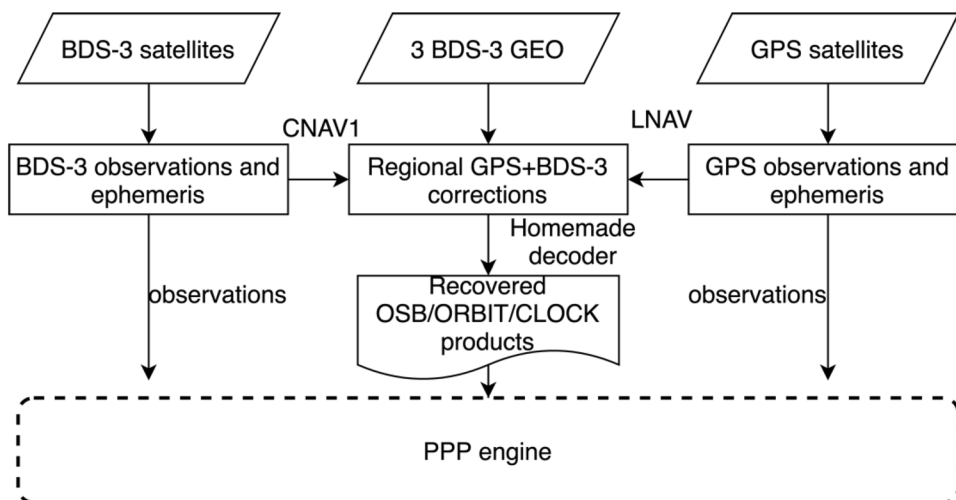 BDS-3 satellites
3 BDS-3 GEO
GPS satellites
CNAV1
LNAV
BDS-3 observations and
ephemeris
Regional GPS+BDS-3
corrections
GPS observations and
ephemeris
Homemade
decoder
observations
Recovered
OSB/ORBIT/CLOCK
products
observations
PPP engine